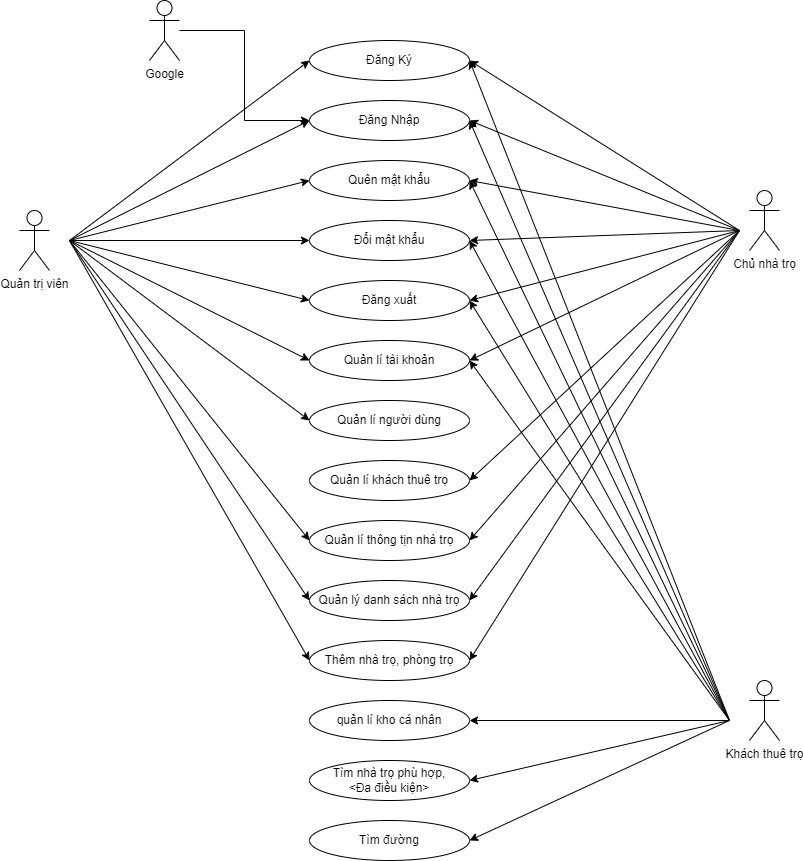 Google
Đăng Ký
Đăng Nhập
Quên mật khẩu
Đổi mật khẩu
Đăng xuất
Quản lí tài khoản
Quản lí người dùng
Quản lí khách thuê trọ
Quản lí thông tịn nhà trọ
Quản lý danh sách nhà trọ
Thêm nhà trọ, phòng trọ
quản lí kho cá nhân
Tìm nhà trọ phù hợp,
<Đa điều kiện>
Tìm đường
Quản trị viên
Chủ nhà trọ
Khách thuê trọ